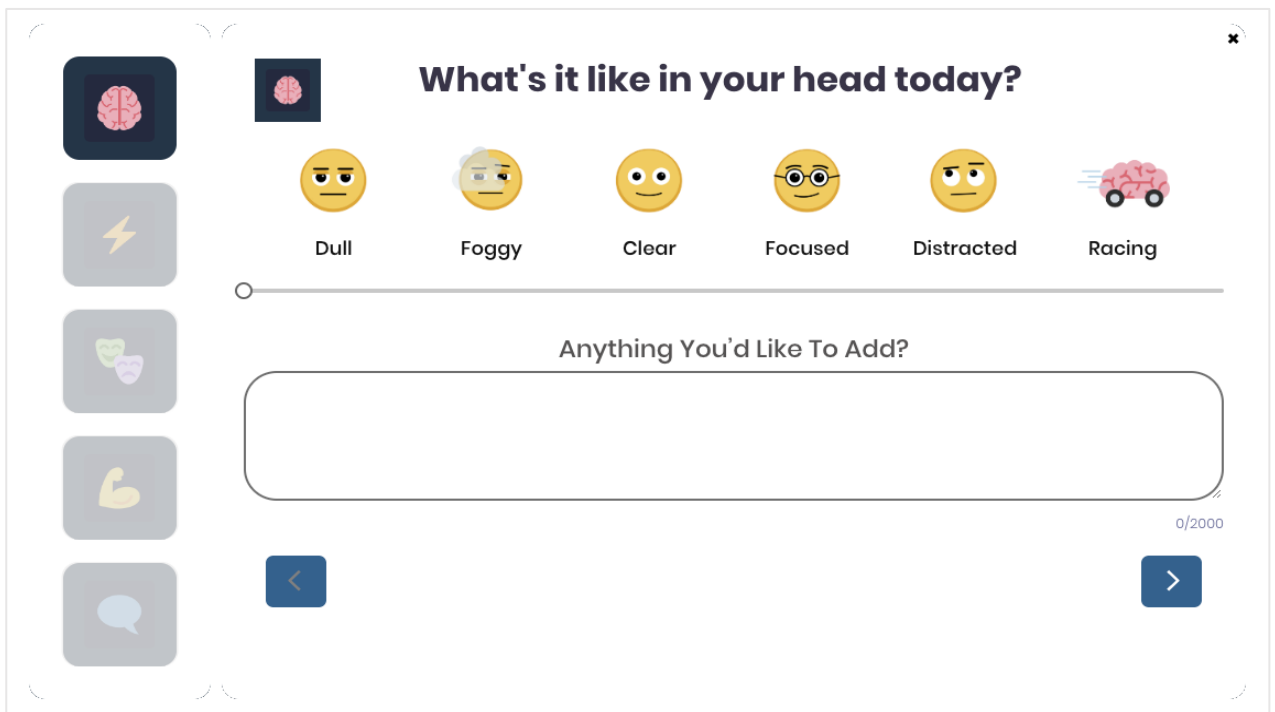 What's it like in your head today?
Dull Foggy Clear Focused Distracted Racing
Anything You’d Like To Add?
0/2000